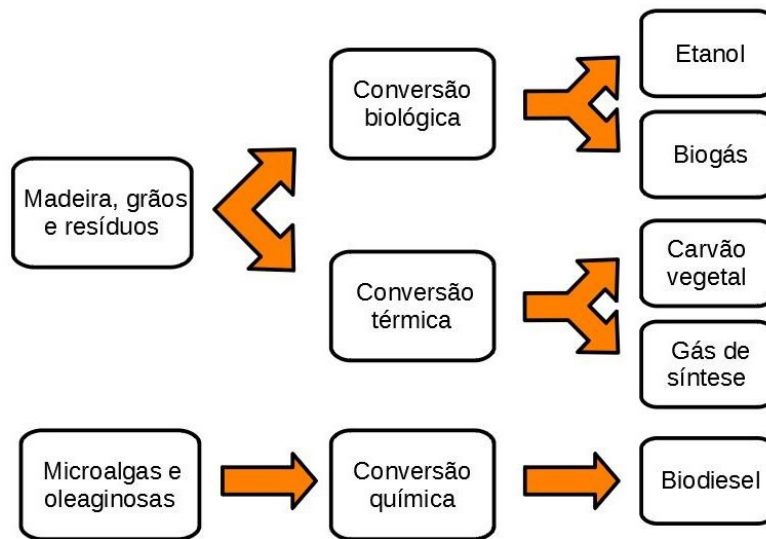 Etanol
Conversão
biológica
Biogás
Madeira, grãos
e resíduos
Carvão
vegetal
Conversão
térmica
Gás de
síntese
Microalgas e
oleaginosas
Conversão
química
Biodiesel